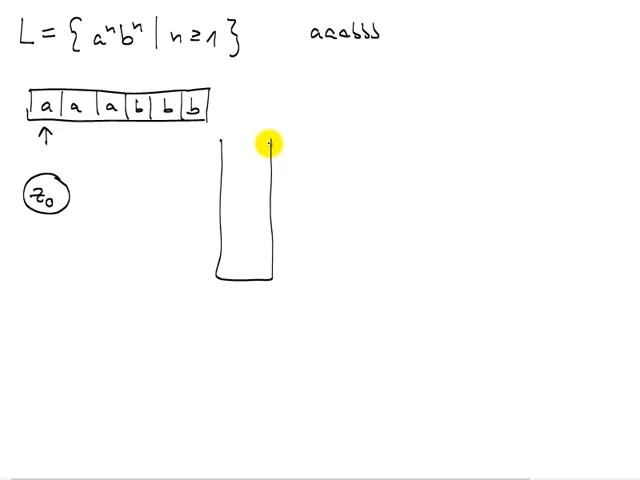 L = { aⁿbⁿ | n ≥ 1 } aaabbb
a a a b b b
z₀